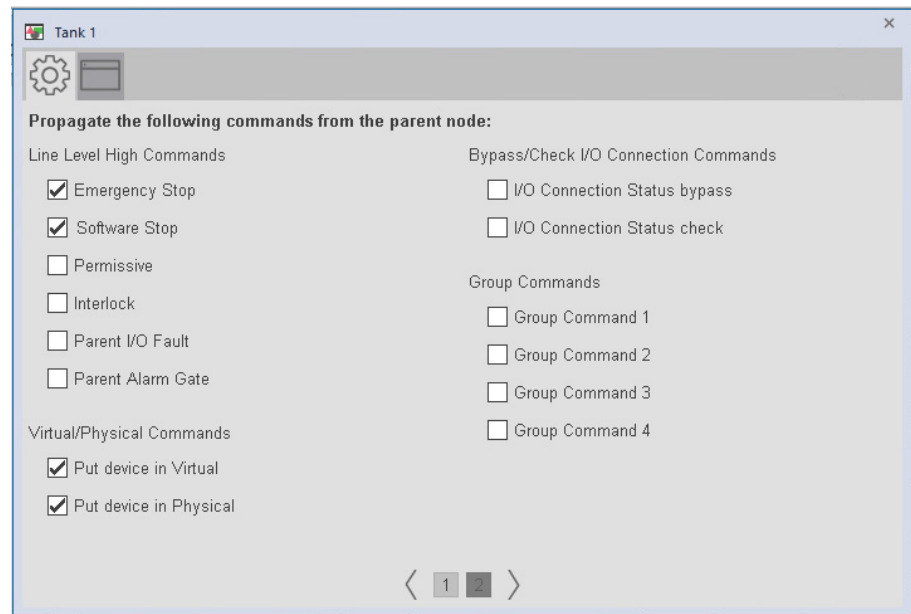 Tank 1
Propagate the following commands from the parent node:
Line Level High Commands
Emergency Stop
Software Stop
Permissive
Interlock
Parent I/O Fault
Parent Alarm Gate
Virtual/Physical Commands
Put device in Virtual
Put device in Physical
Bypass/Check I/O Connection Commands
I/O Connection Status bypass
I/O Connection Status check
Group Commands
Group Command 1
Group Command 2
Group Command 3
Group Command 4
1 2